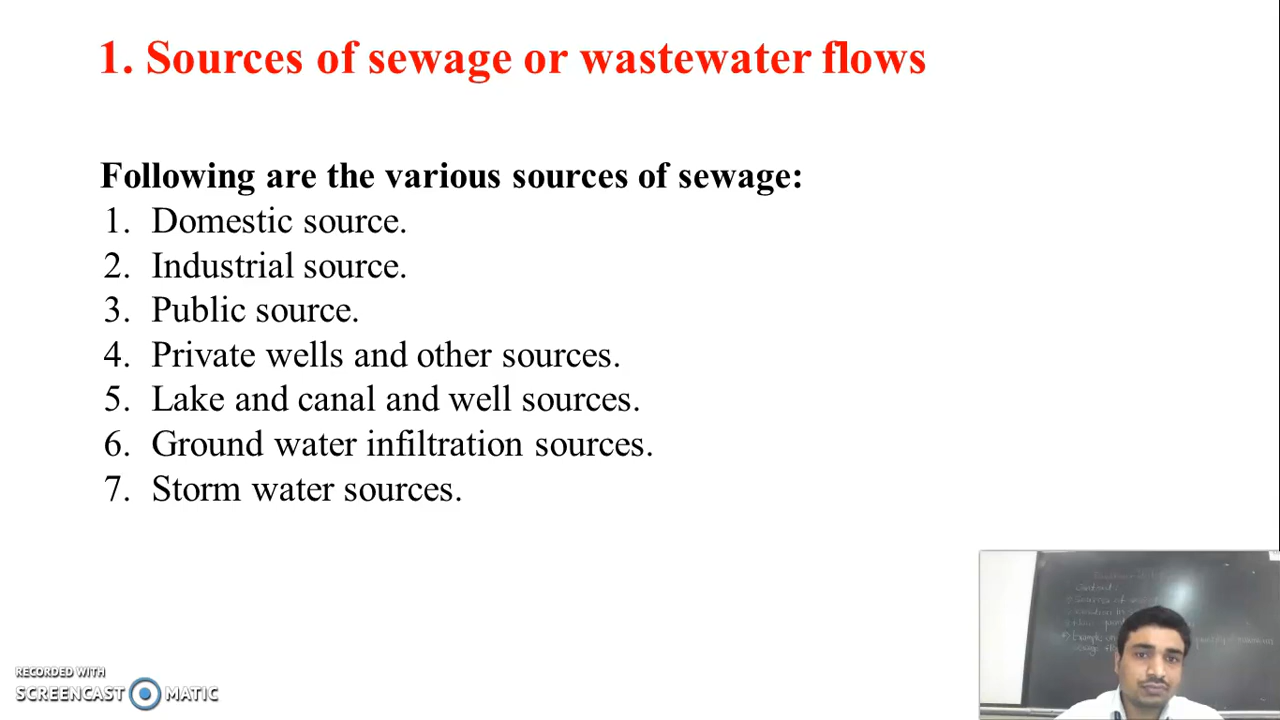 1. Sources of sewage or wastewater flows
Following are the various sources of sewage:
1. Domestic source.
2. Industrial source.
3. Public source.
4. Private wells and other sources.
5. Lake and canal and well sources.
6. Ground water infiltration sources.
7. Storm water sources.
RECORDED WITH
SCREENCAST MATIC